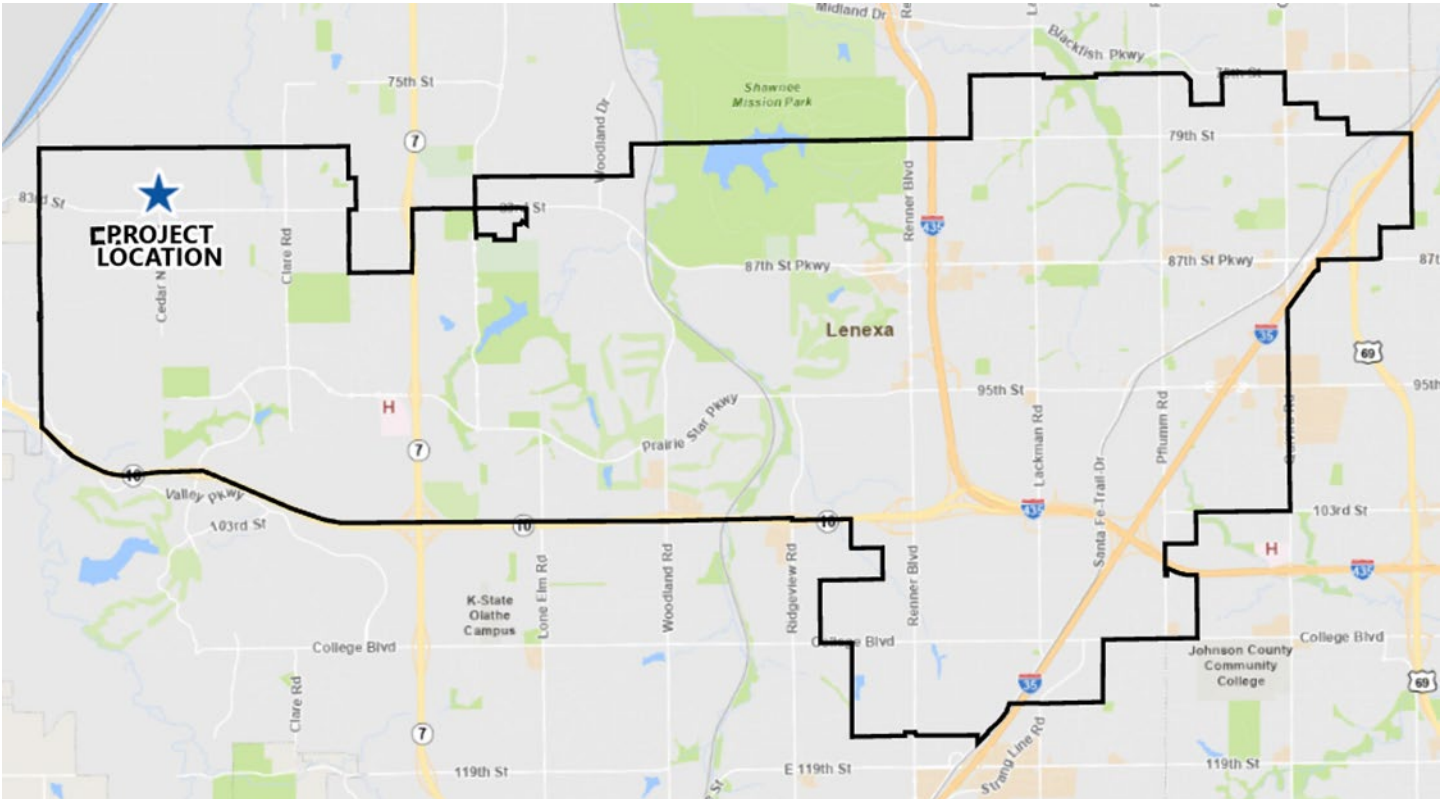 Midland Dr
Blackfish Pkwy
75th St
75th St
Shawnee
Mission Park
7
Woodland Dr
79th St
83rd St
83rd St
Renner Blvd
435
PROJECT
LOCATION
Clare Rd
87th St Pkwy
87th St Pkwy
Lenexa
35
69
95th St
95th
H
Prairie Star Pkwy
Lackman Rd
Pflumm Rd
7
10
Valley Pkwy
103rd St
10
10
435
Santa Fe Trail Dr
103rd St
H
435
K-State
Olathe
Campus
Lone Elm Rd
Woodland Rd
Ridgeview Rd
Renner Blvd
College Blvd
College Blvd
College Blvd
Johnson County
Community
College
Clare Rd
35
69
7
Strang Line Rd
119th St
E 119th St
119th St